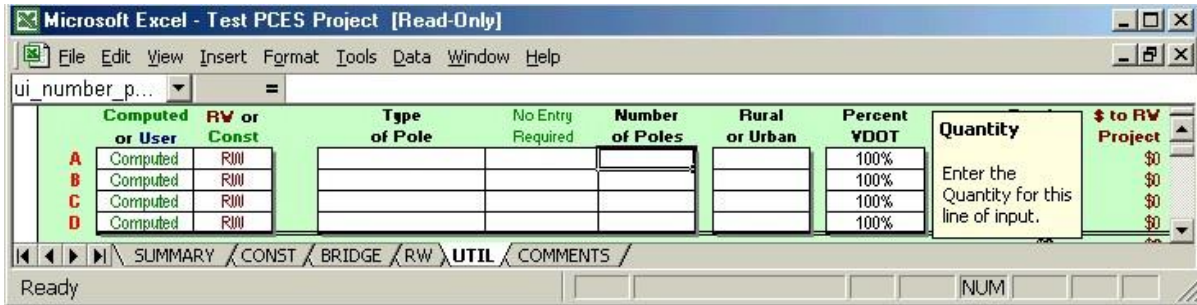 Microsoft Excel - Test PCES Project [Read-Only]
File Edit View Insert Format Tools Data Window Help
ui_number_p... =
Computed RW or Type No Entry Number Rural Percent $ to RW
or User Const of Pole Required of Poles or Urban VDOT Project
Quantity
Enter the
Quantity for this
line of input.
A Computed RW 100% $0
B Computed RW 100% $0
C Computed RW 100% $0
D Computed RW 100% $0
SUMMARY CONST BRIDGE RW UTIL COMMENTS
Ready NUM